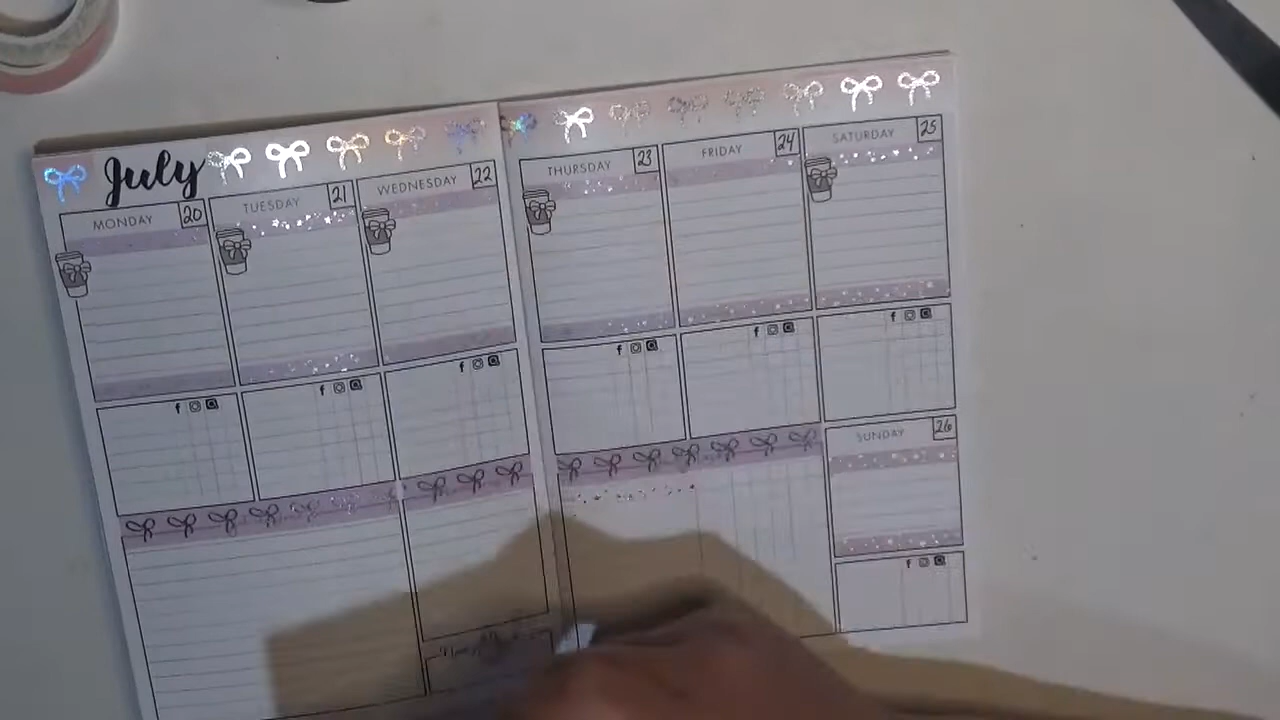 July
MONDAY 20
TUESDAY 21
WEDNESDAY 22
THURSDAY 23
FRIDAY 24
SATURDAY 25
SUNDAY 26